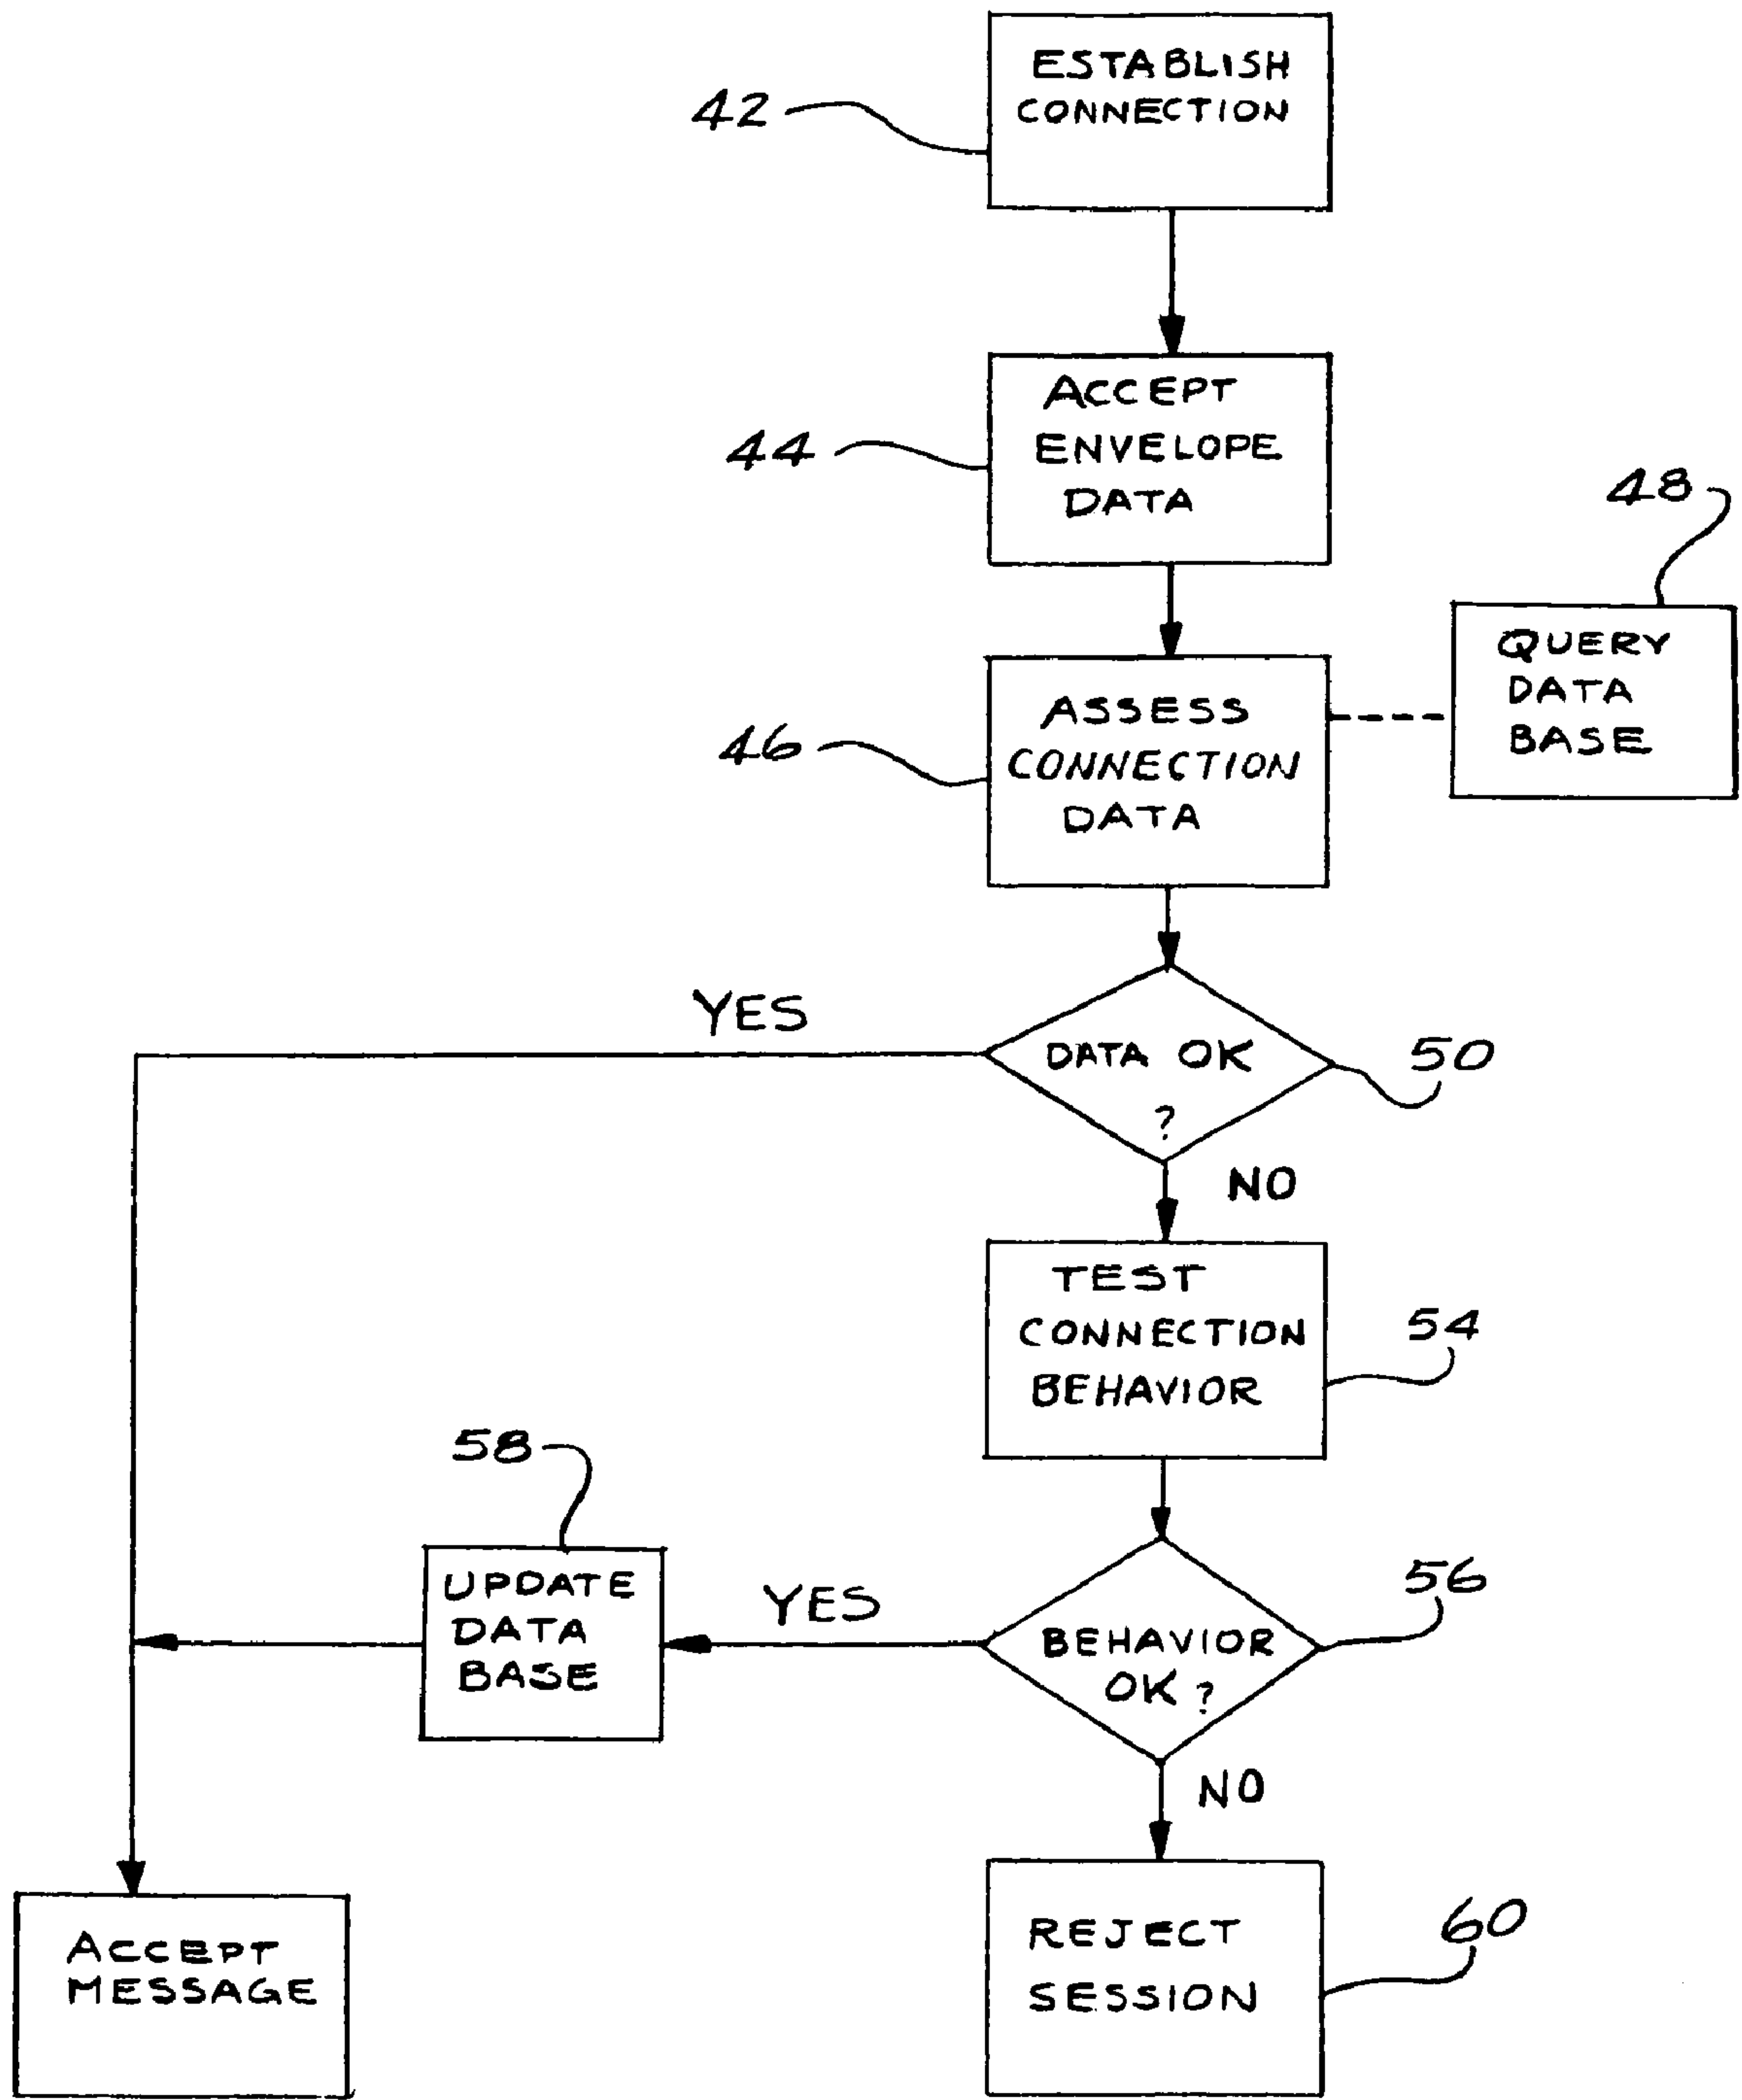 ESTABLISH
CONNECTION
42
ACCEPT
ENVELOPE
DATA
44
48
QUERY
DATA
BASE
ASSESS
CONNECTION
DATA
46
YES
DATA OK
?
50
NO
TEST
CONNECTION
BEHAVIOR
54
58
UPDATE
DATA
BASE
YES
BEHAVIOR
OK ?
56
NO
ACCEPT
MESSAGE
REJECT
SESSION
60